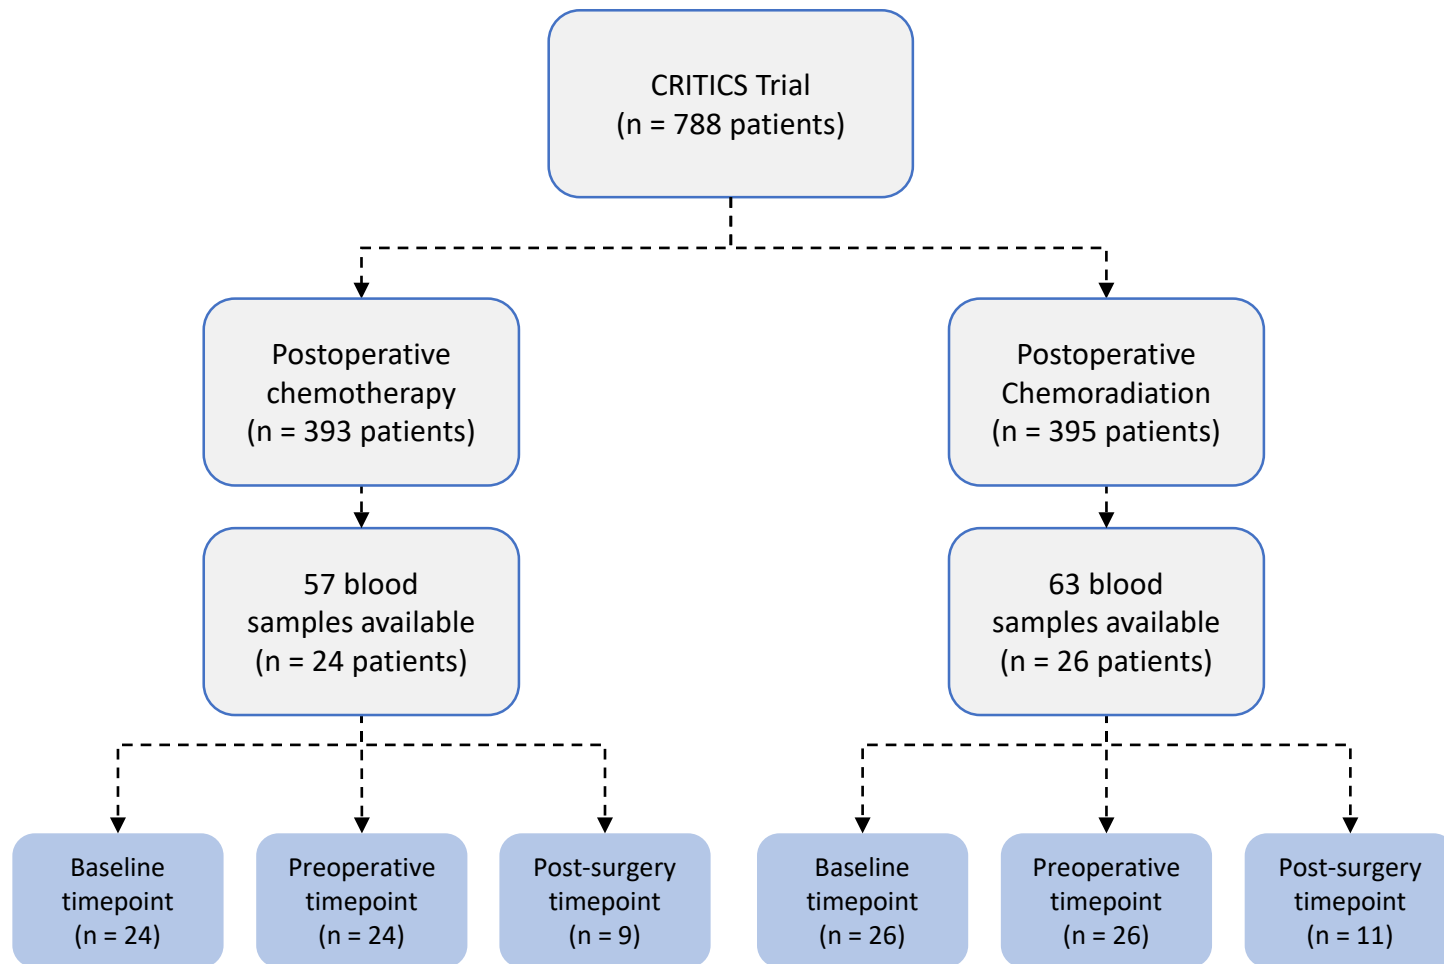 CRITICS Trial
(n = 788 patients)
Postoperative
chemotherapy
(n = 393 patients)
Postoperative
Chemoradiation
(n = 395 patients)
57 blood
samples available
(n = 24 patients)
63 blood
samples available
(n = 26 patients)
Baseline
timepoint
(n = 24)
Preoperative
timepoint
(n = 24)
Post-surgery
timepoint
(n = 9)
Baseline
timepoint
(n = 26)
Preoperative
timepoint
(n = 26)
Post-surgery
timepoint
(n = 11)